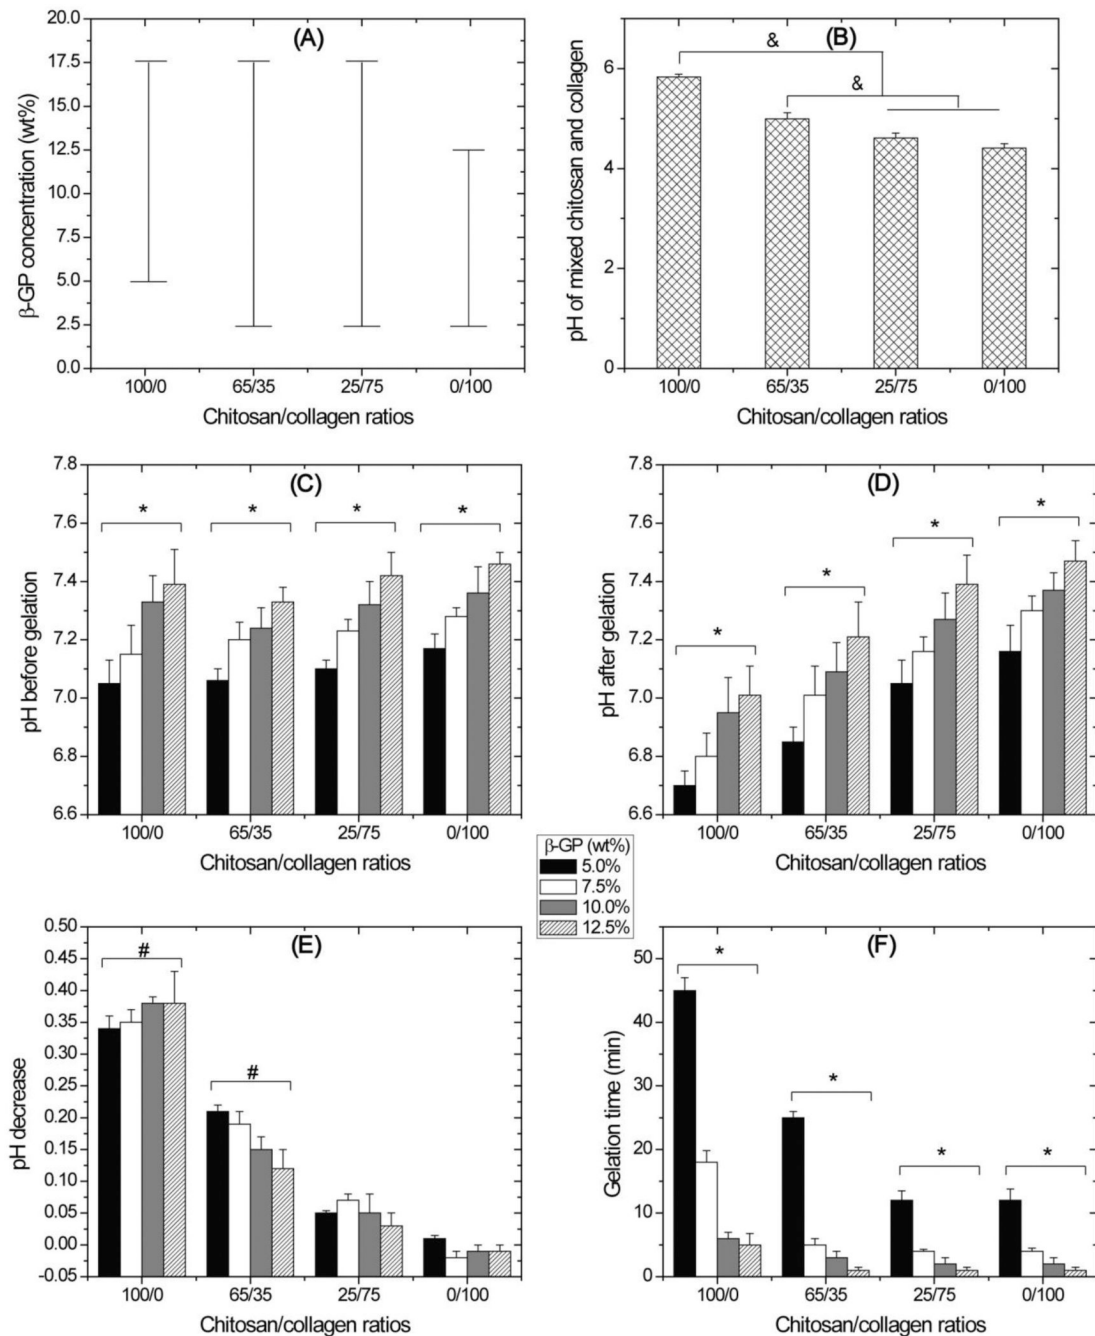 (A)
β-GP concentration (wt%)
20.0
17.5
15.0
12.5
10.0
7.5
5.0
2.5
0.0
100/0 65/35 25/75 0/100
Chitosan/collagen ratios
(B)
pH of mixed chitosan and collagen
6
4
2
0
&
&
100/0 65/35 25/75 0/100
Chitosan/collagen ratios
(C)
pH before gelation
7.8
7.6
7.4
7.2
7.0
6.8
6.6
* * * *
100/0 65/35 25/75 0/100
Chitosan/collagen ratios
(D)
pH after gelation
7.8
7.6
7.4
7.2
7.0
6.8
6.6
* * * *
100/0 65/35 25/75 0/100
Chitosan/collagen ratios
β-GP (wt%)
5.0%
7.5%
10.0%
12.5%
(E)
pH decrease
0.50
0.45
0.40
0.35
0.30
0.25
0.20
0.15
0.10
0.05
0.00
-0.05
# #
100/0 65/35 25/75 0/100
Chitosan/collagen ratios
(F)
Gelation time (min)
50
40
30
20
10
0
* * * *
100/0 65/35 25/75 0/100
Chitosan/collagen ratios